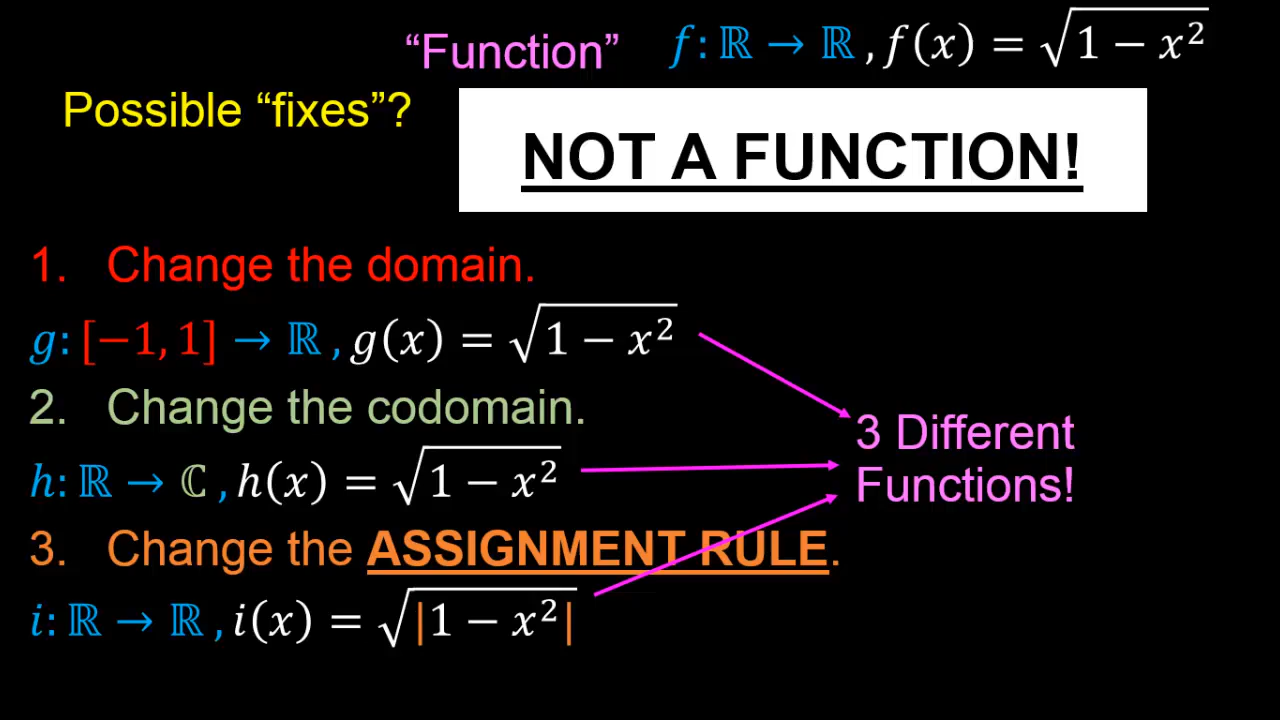 “Function” f: ℝ → ℝ , f(x) = √(1 − x²)
Possible “fixes”?
NOT A FUNCTION!
1. Change the domain.
g: [−1, 1] → ℝ , g(x) = √(1 − x²)
2. Change the codomain.
h: ℝ → ℂ , h(x) = √(1 − x²)
3. Change the ASSIGNMENT RULE.
i: ℝ → ℝ , i(x) = √|1 − x²|
3 Different
Functions!